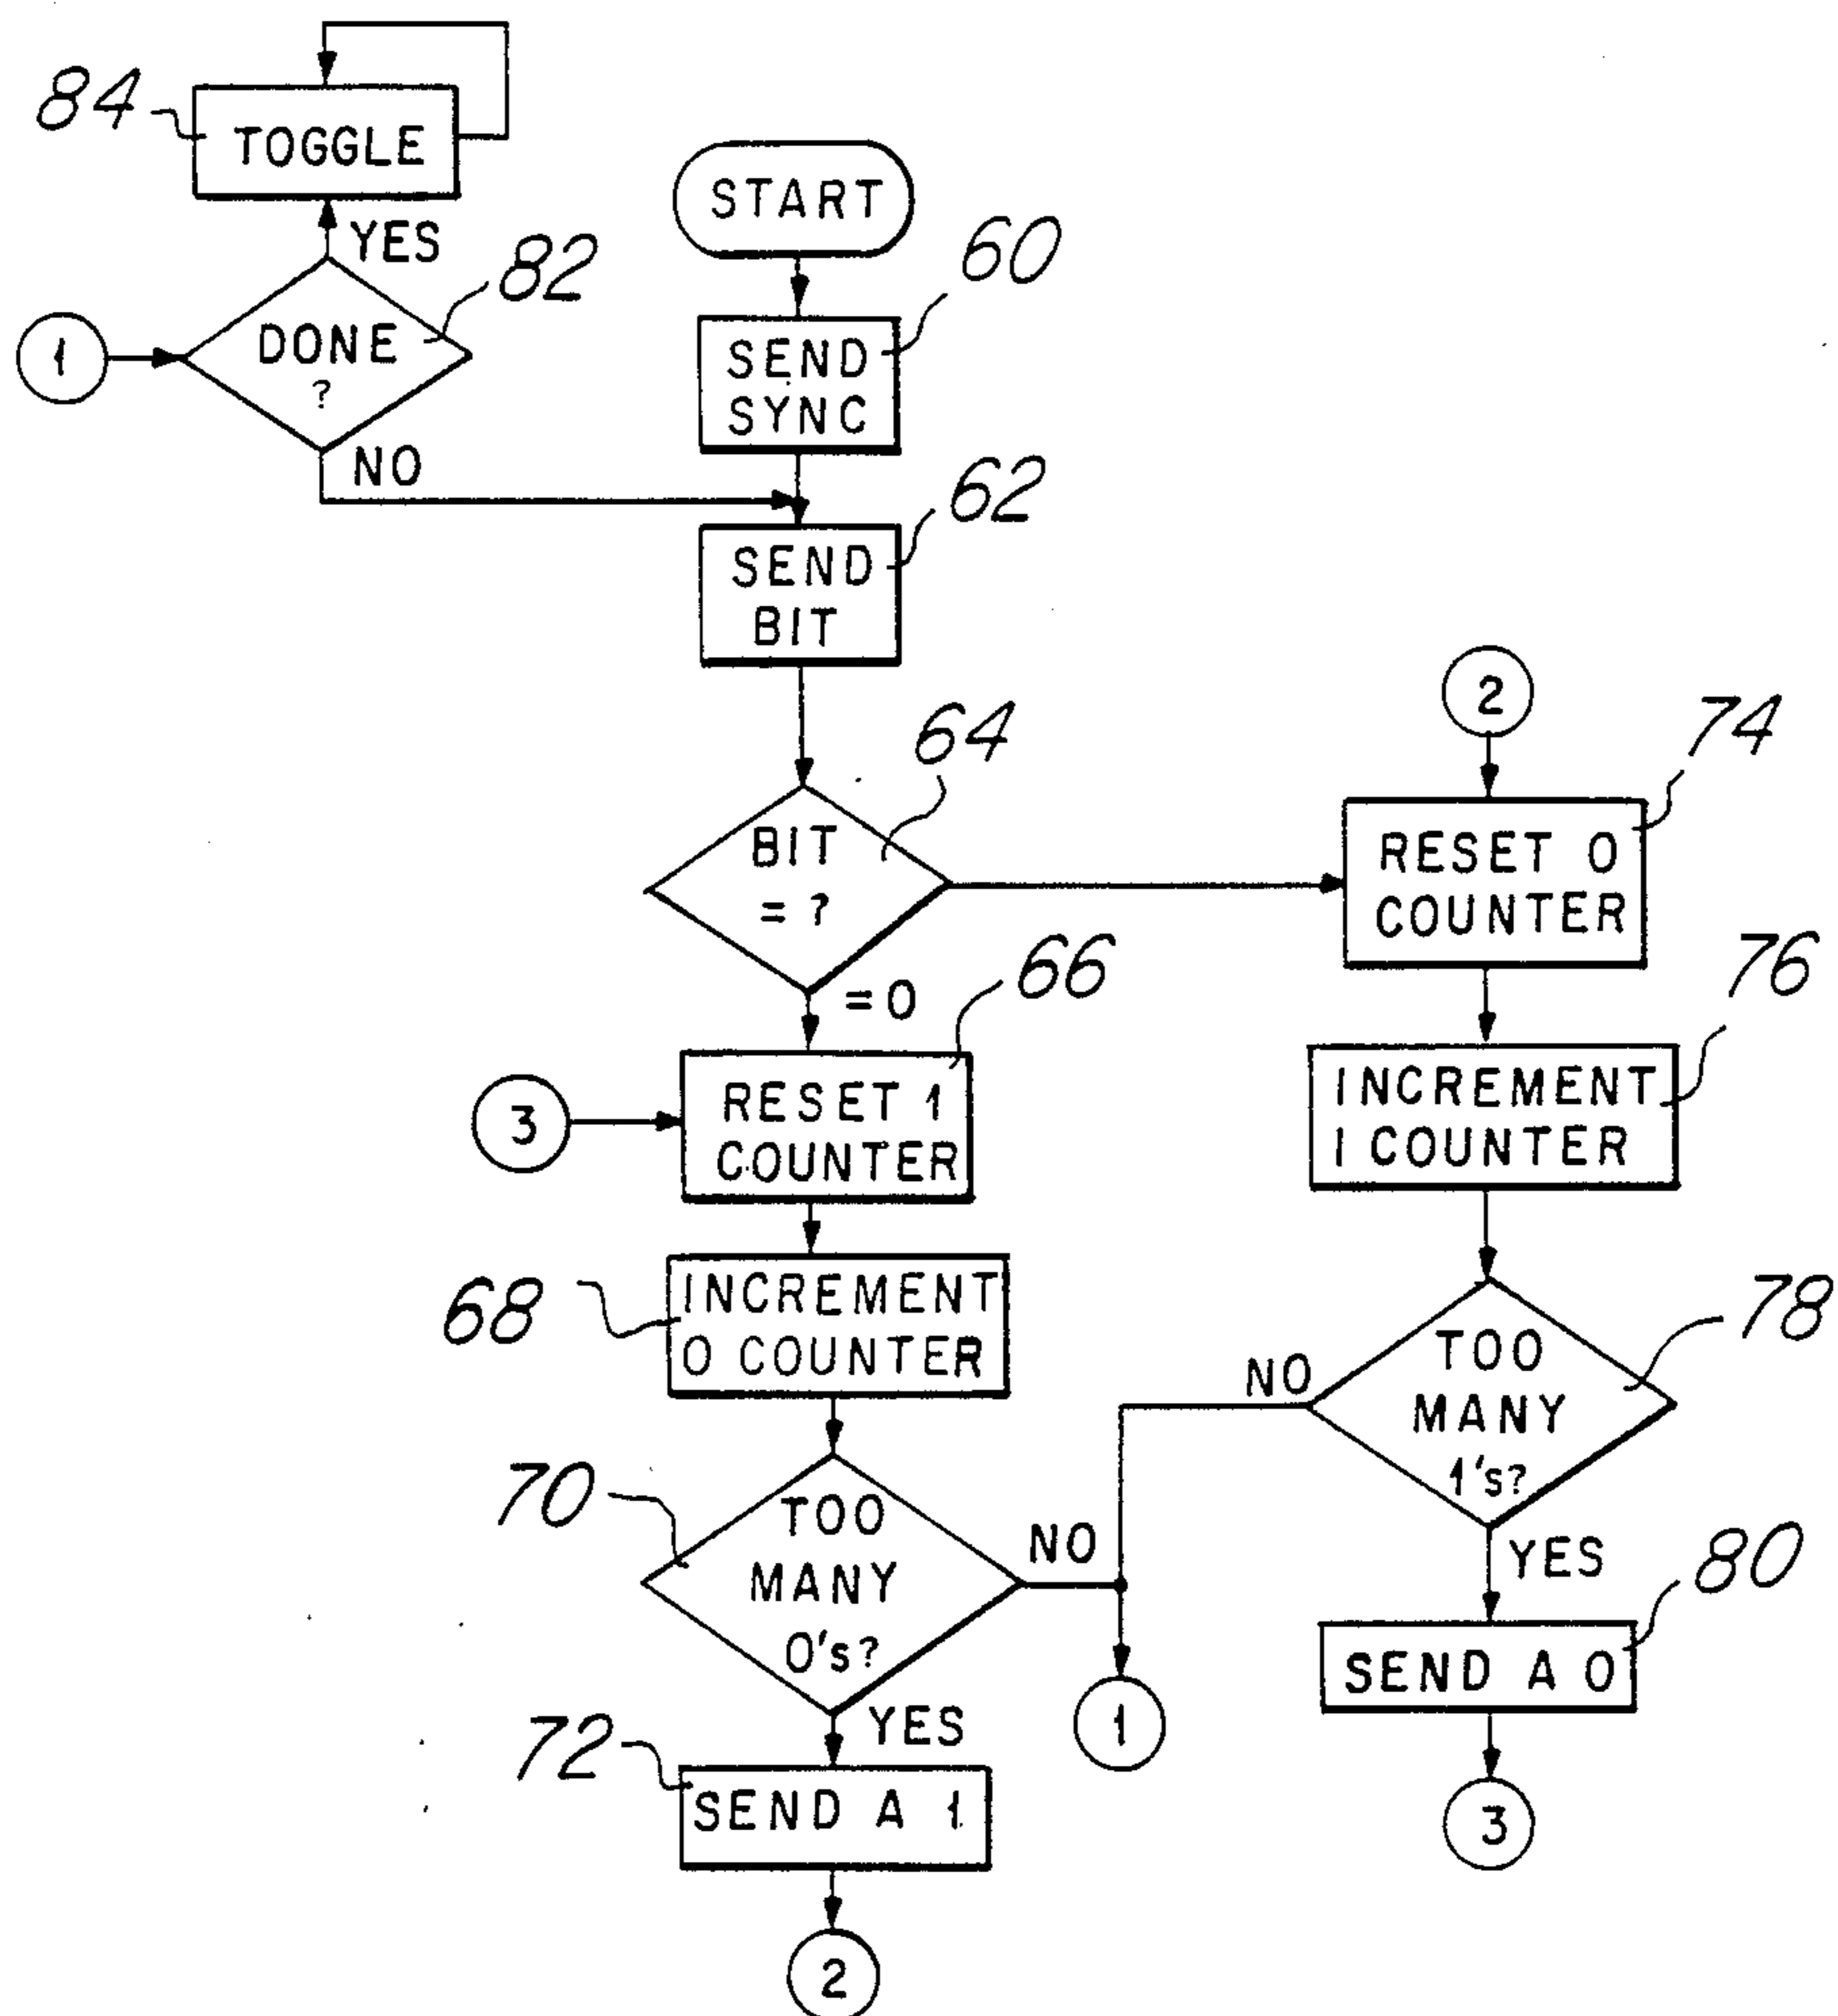 84
TOGGLE
YES
82
DONE
?
1
NO
START
60
SEND
SYNC
62
SEND
BIT
64
BIT
= ?
= 0
2
74
RESET 0
COUNTER
66
3
RESET 1
COUNTER
76
INCREMENT
1 COUNTER
68
INCREMENT
0 COUNTER
78
TOO
MANY
1's?
NO
70
TOO
MANY
0's?
NO
YES
80
SEND A 0
1
YES
72
SEND A 1
3
2